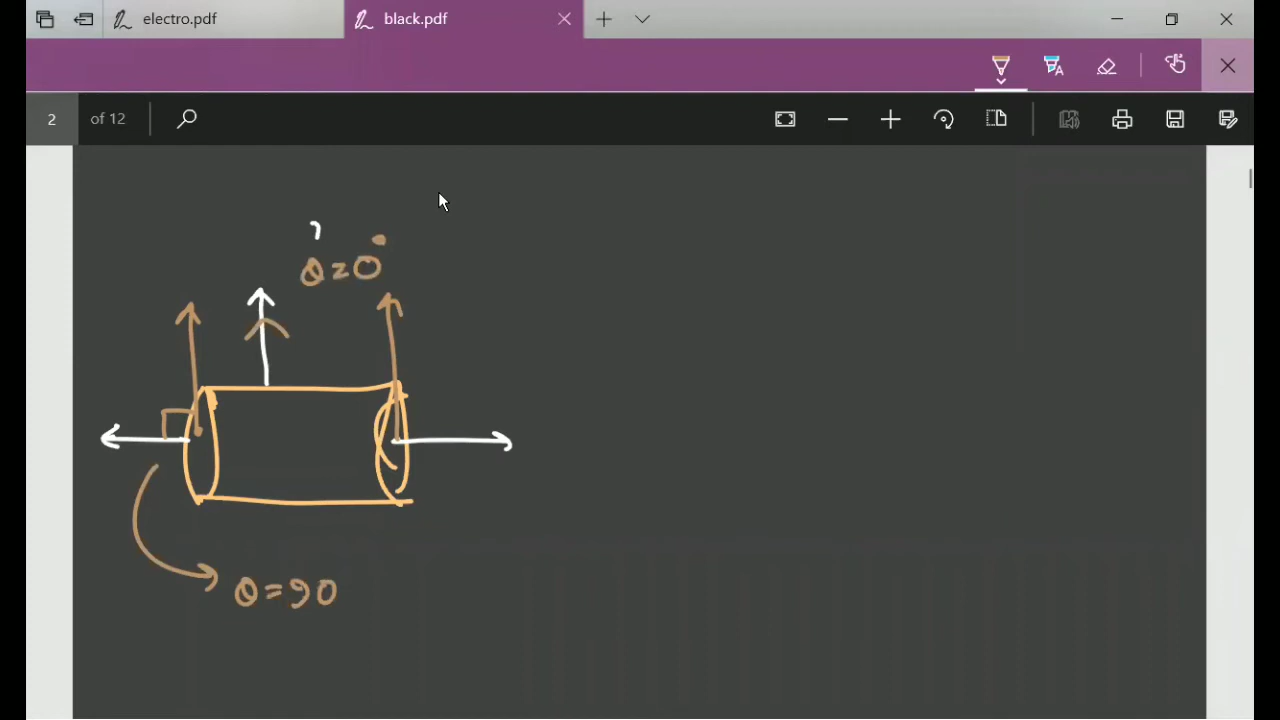 electro.pdf
black.pdf
2 of 12
θ=0°
θ=90